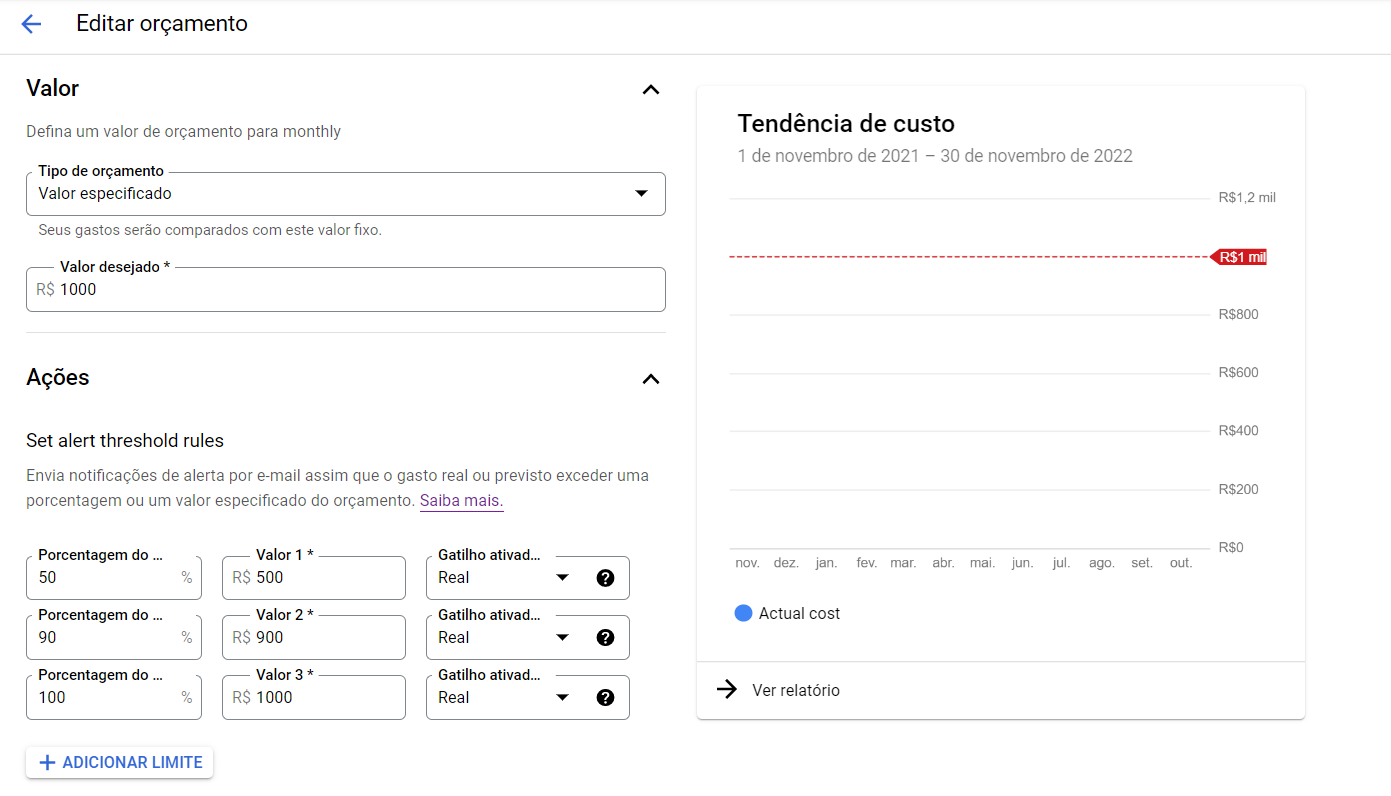 Editar orçamento
Valor
Defina um valor de orçamento para monthly
Tipo de orçamento
Valor especificado
Seus gastos serão comparados com este valor fixo.
Valor desejado *
R$ 1000
Ações
Set alert threshold rules
Envia notificações de alerta por e-mail assim que o gasto real ou previsto exceder uma
porcentagem ou um valor especificado do orçamento. Saiba mais.
Porcentagem do ... Valor 1 * Gatilho ativad...
50 % R$ 500 Real
Porcentagem do ... Valor 2 * Gatilho ativad...
90 % R$ 900 Real
Porcentagem do ... Valor 3 * Gatilho ativad...
100 % R$ 1000 Real
ADICIONAR LIMITE
Tendência de custo
1 de novembro de 2021 – 30 de novembro de 2022
R$1,2 mil
R$1 mil
R$800
R$600
R$400
R$200
R$0
nov. dez. jan. fev. mar. abr. mai. jun. jul. ago. set. out.
Actual cost
Ver relatório